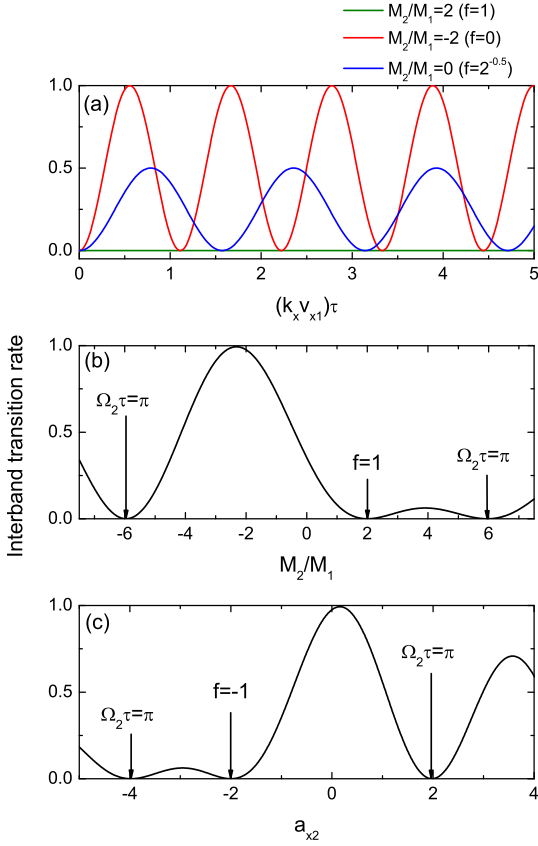 M₂/M₁=2 (f=1)
M₂/M₁=-2 (f=0)
M₂/M₁=0 (f=2⁻⁰·⁵)
(a)
1.0
0.5
0.0
0 1 2 3 4 5
(kₓvₓ₁)τ
Interband transition rate
(b)
1.0
0.5
0.0
Ω₂τ=π
f=1
Ω₂τ=π
-6 -4 -2 0 2 4 6
M₂/M₁
(c)
1.0
0.5
0.0
Ω₂τ=π
f=-1
Ω₂τ=π
-4 -2 0 2 4
aₓ₂